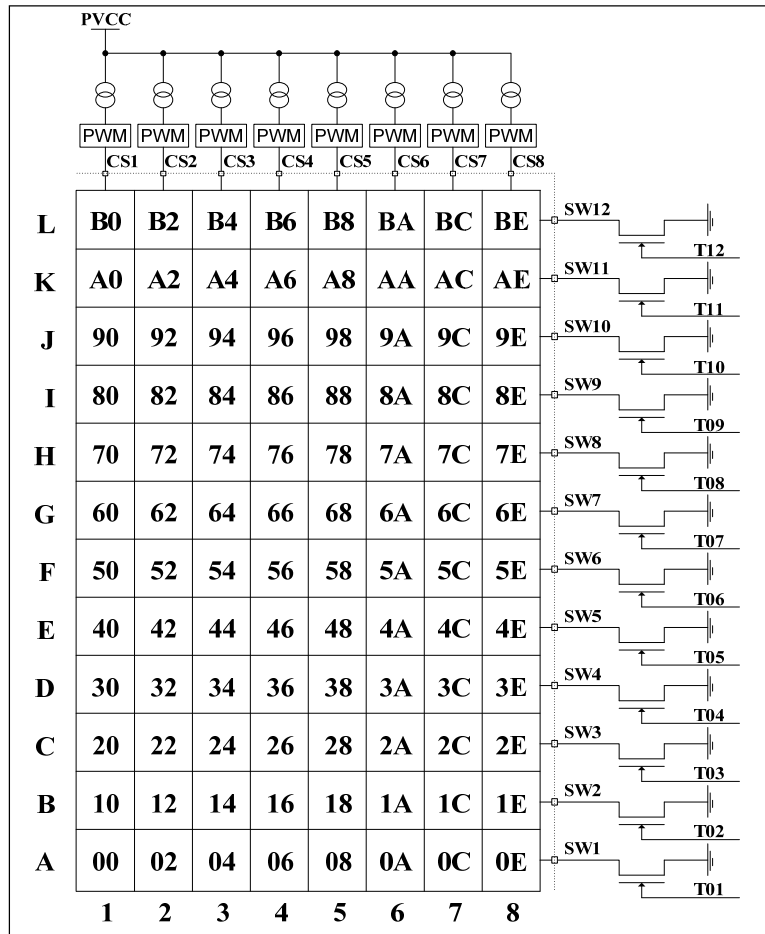 PVCC
PWM PWM PWM PWM PWM PWM PWM PWM
CS1 CS2 CS3 CS4 CS5 CS6 CS7 CS8
L B0 B2 B4 B6 B8 BA BC BE SW12
T12
K A0 A2 A4 A6 A8 AA AC AE SW11
T11
J 90 92 94 96 98 9A 9C 9E SW10
T10
I 80 82 84 86 88 8A 8C 8E SW9
T09
H 70 72 74 76 78 7A 7C 7E SW8
T08
G 60 62 64 66 68 6A 6C 6E SW7
T07
F 50 52 54 56 58 5A 5C 5E SW6
T06
E 40 42 44 46 48 4A 4C 4E SW5
T05
D 30 32 34 36 38 3A 3C 3E SW4
T04
C 20 22 24 26 28 2A 2C 2E SW3
T03
B 10 12 14 16 18 1A 1C 1E SW2
T02
A 00 02 04 06 08 0A 0C 0E SW1
T01
1 2 3 4 5 6 7 8